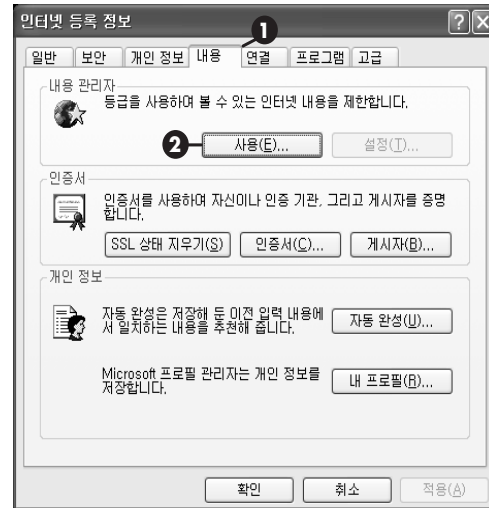 인터넷 등록 정보
1
일반 보안 개인 정보 내용 연결 프로그램 고급
내용 관리자
등급을 사용하여 볼 수 있는 인터넷 내용을 제한합니다.
2 사용(E)... 설정(T)...
인증서
인증서를 사용하여 자신이나 인증 기관, 그리고 게시자를 증명
합니다.
SSL 상태 지우기(S) 인증서(C)... 게시자(B)...
개인 정보
자동 완성은 저장해 둔 이전 입력 내용에
서 일치하는 내용을 추천해 줍니다.
자동 완성(U)...
Microsoft 프로필 관리자는 개인 정보를
저장합니다.
내 프로필(R)...
확인 취소 적용(A)